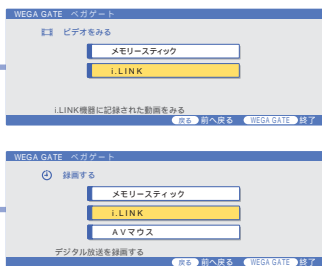 WEGA GATE ベガゲート
ビデオをみる
メモリースティック
i.LINK
i.LINK機器に記録された動画をみる
戻る 前へ戻る WEGA GATE 終了
WEGA GATE ベガゲート
録画する
メモリースティック
i.LINK
AVマウス
デジタル放送を録画する
戻る 前へ戻る WEGA GATE 終了